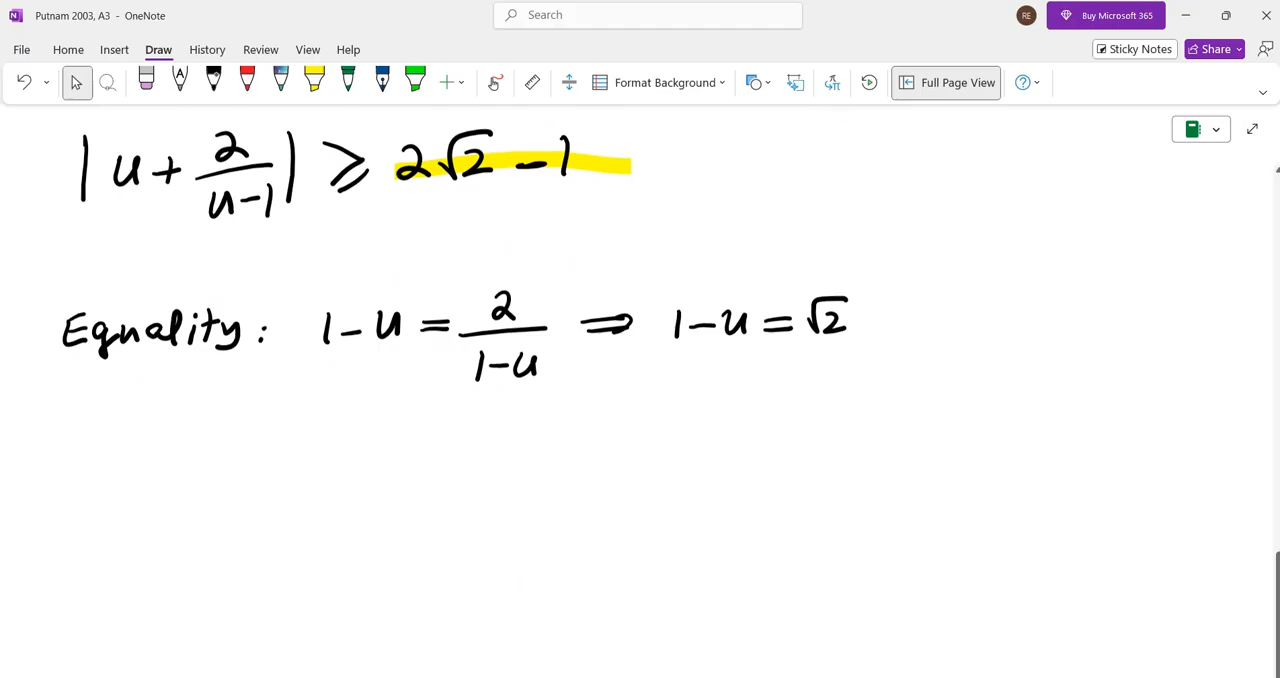 Putnam 2003, A3 - OneNote
Search
RE
Buy Microsoft 365
File Home Insert Draw History Review View Help
Sticky Notes
Share
Format Background
Full Page View
|u + 2/(u-1)| ≥ 2√2 - 1
Equality: 1-u = 2/(1-u) ⇒ 1-u = √2